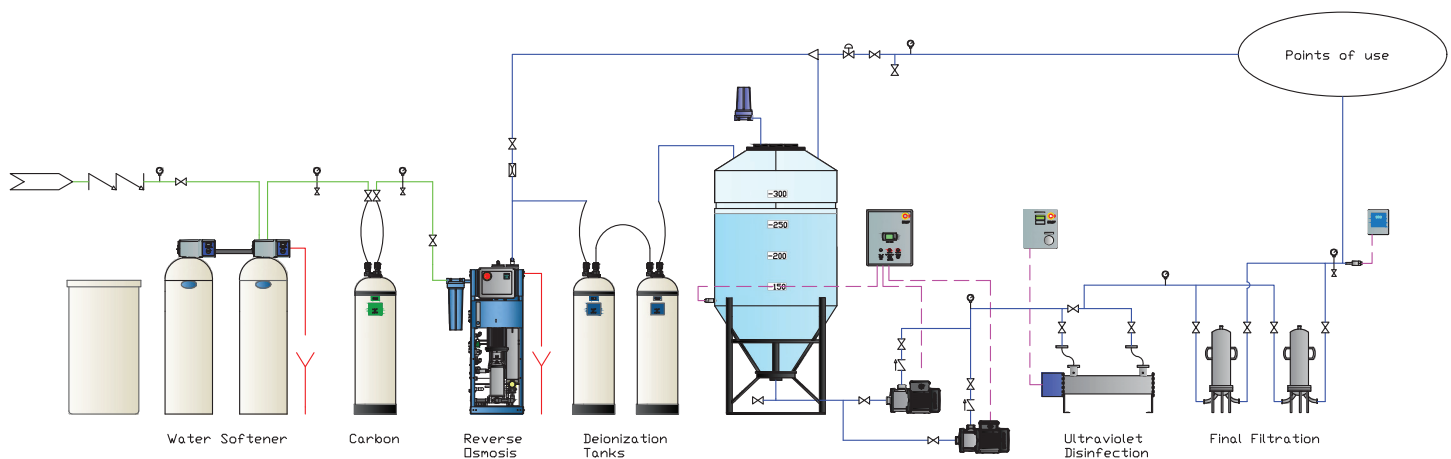 Points of use
-300
-250
-200
-150
Water Softener
Carbon
Reverse
Osmosis
Deionization
Tanks
Ultraviolet
Disinfection
Final Filtration